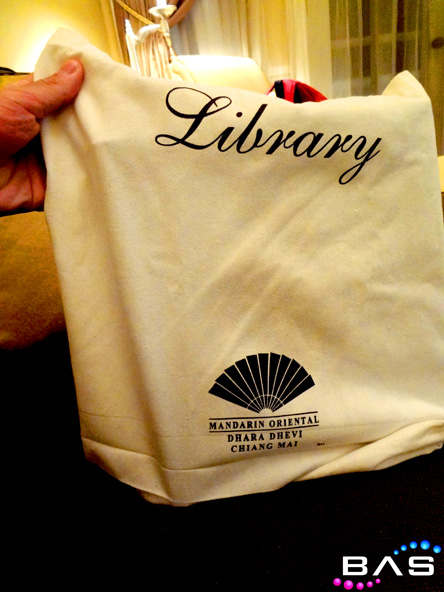 Library
MANDARIN ORIENTAL
DHARA DHEVI
CHIANG MAI
BAS